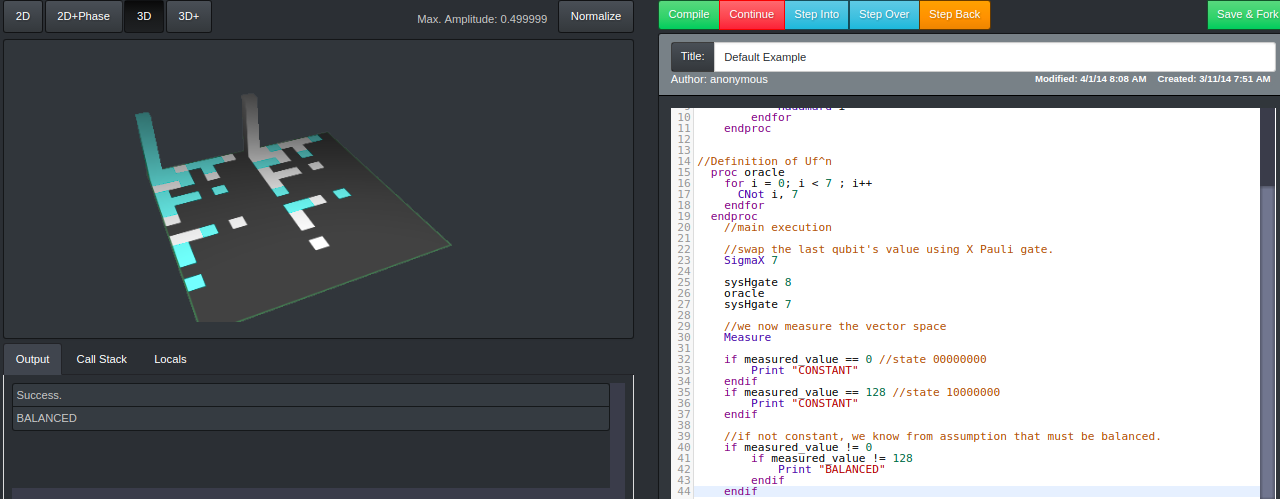 2D 2D+Phase 3D 3D+ Max. Amplitude: 0.499999 Normalize
Output Call Stack Locals
Success.
BALANCED
Compile Continue Step Into Step Over Step Back Save & Fork
Title: Default Example
Author: anonymous Modified: 4/1/14 8:08 AM Created: 3/11/14 7:51 AM
10 endfor
11 endproc
12
13
14 //Definition of Uf^n
15 proc oracle
16 for i = 0; i < 7 ; i++
17 CNot i, 7
18 endfor
19 endproc
20 //main execution
21
22 //swap the last qubit's value using X Pauli gate.
23 SigmaX 7
24
25 sysHgate 8
26 oracle
27 sysHgate 7
28
29 //we now measure the vector space
30 Measure
31
32 if measured_value == 0 //state 00000000
33 Print "CONSTANT"
34 endif
35 if measured_value == 128 //state 10000000
36 Print "CONSTANT"
37 endif
38
39 //if not constant, we know from assumption that must be balanced.
40 if measured_value != 0
41 if measured_value != 128
42 Print "BALANCED"
43 endif
44 endif